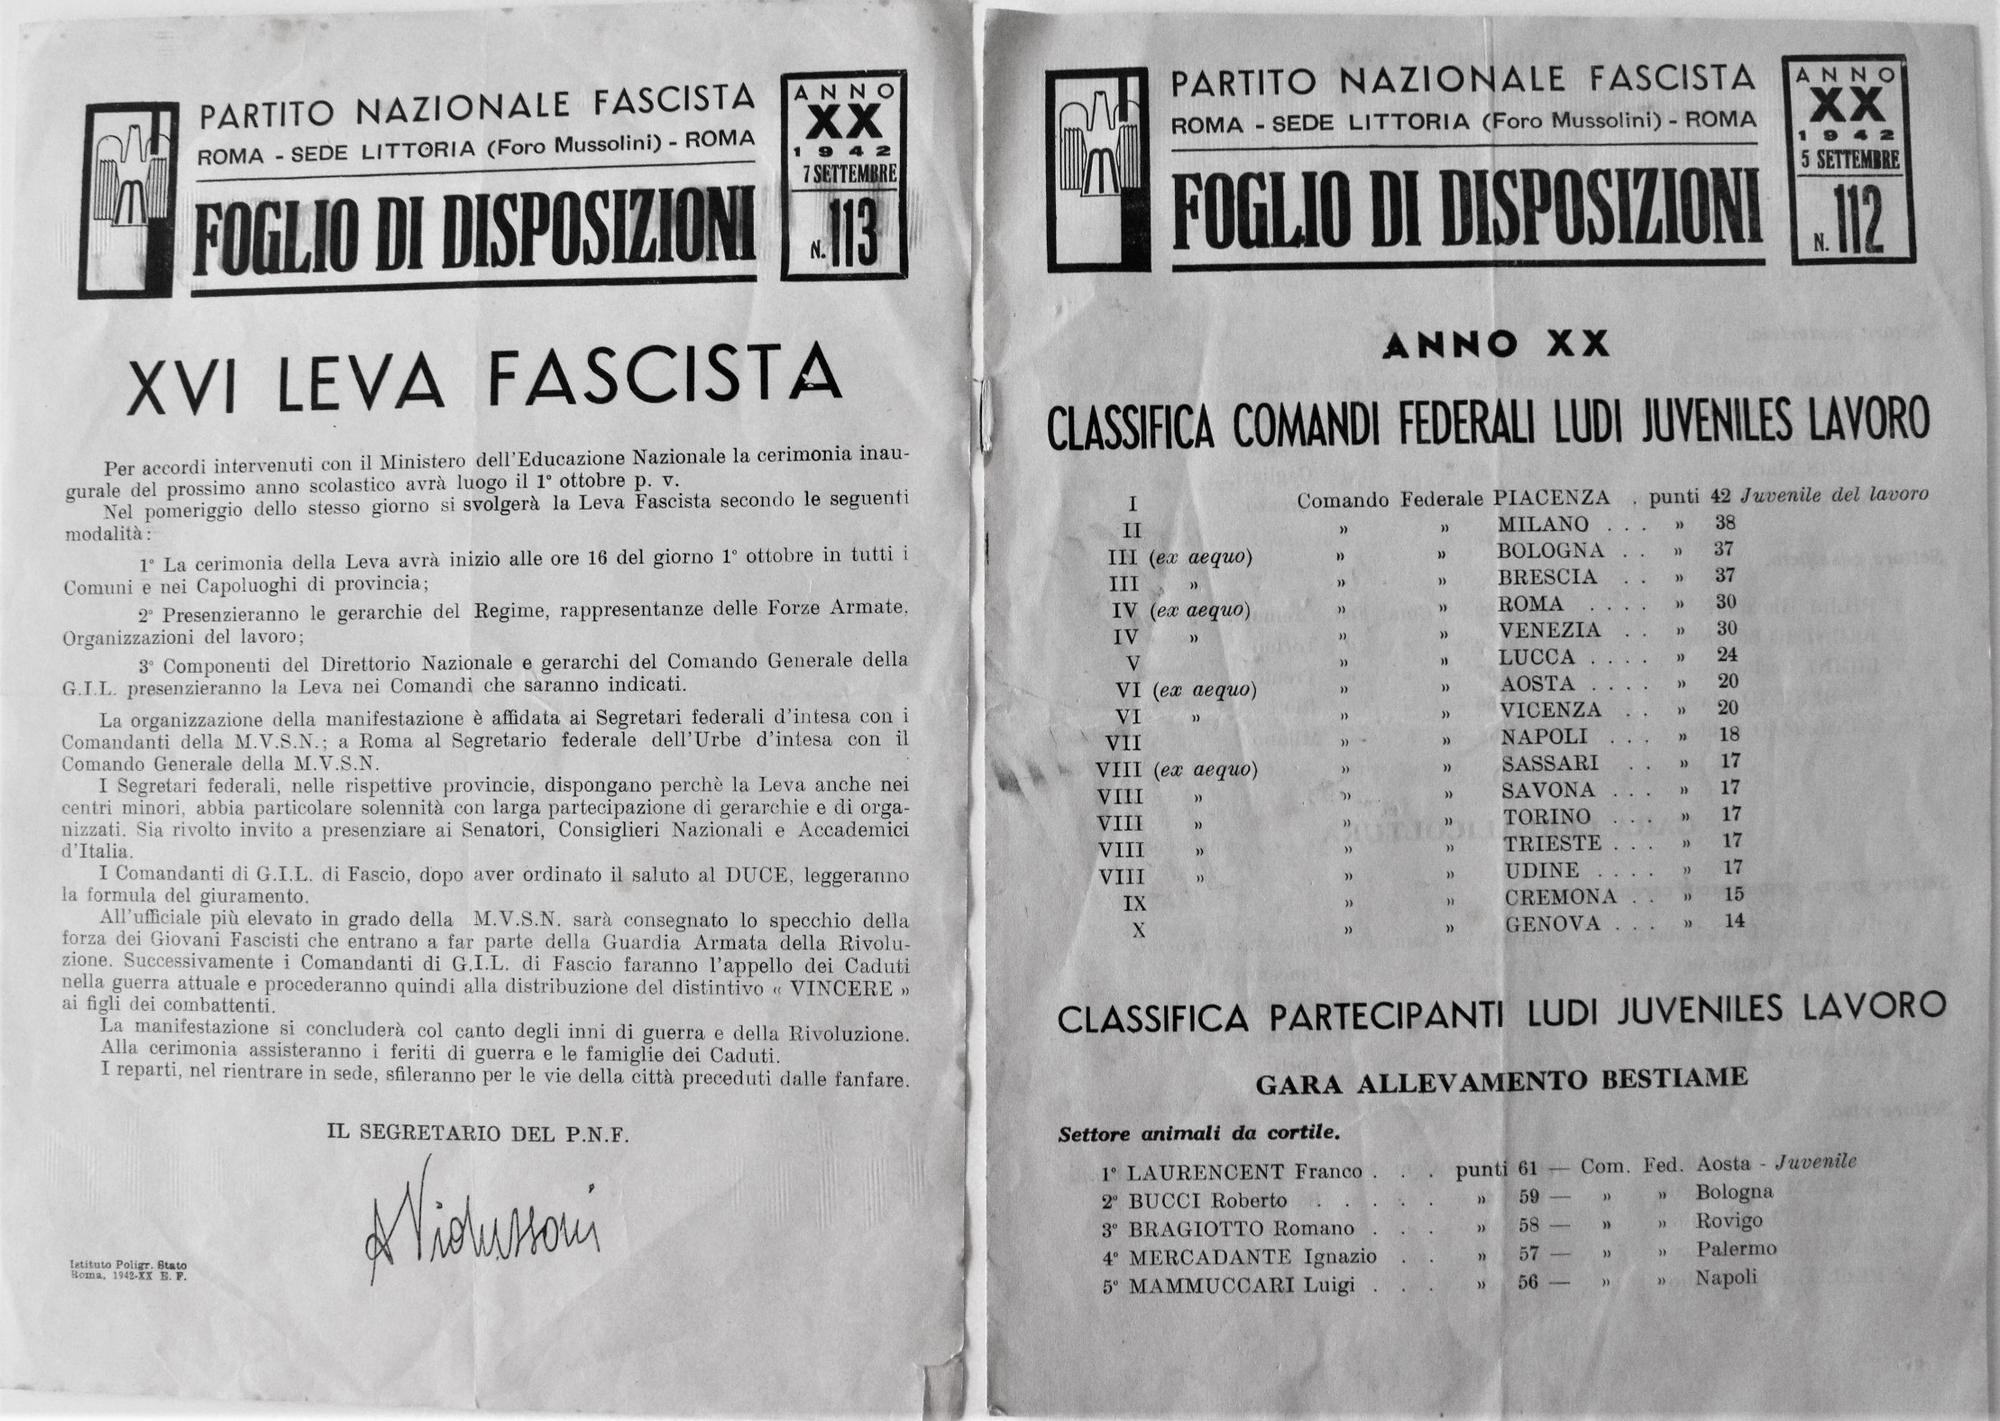 PARTITO NAZIONALE FASCISTA
ROMA - SEDE LITTORIA (Foro Mussolini) - ROMA
FOGLIO DI DISPOSIZIONI
ANNO
XX
1942
7 SETTEMBRE
N. 113
XVI LEVA FASCISTA
Per accordi intervenuti con il Ministero dell'Educazione Nazionale la cerimonia inau-
gurale del prossimo anno scolastico avrà luogo il 1° ottobre p. v.
Nel pomeriggio dello stesso giorno si svolgerà la Leva Fascista secondo le seguenti
modalità:
1° La cerimonia della Leva avrà inizio alle ore 16 del giorno 1° ottobre in tutti i
Comuni e nei Capoluoghi di provincia;
2° Presenzieranno le gerarchie del Regime, rappresentanze delle Forze Armate,
Organizzazioni del lavoro;
3° Componenti del Direttorio Nazionale e gerarchi del Comando Generale della
G.I.L. presenzieranno la Leva nei Comandi che saranno indicati.
La organizzazione della manifestazione è affidata ai Segretari federali d'intesa con i
Comandanti della M.V.S.N.; a Roma al Segretario federale dell'Urbe d'intesa con il
Comando Generale della M.V.S.N.
I Segretari federali, nelle rispettive provincie, dispongano perchè la Leva anche nei
centri minori, abbia particolare solennità con larga partecipazione di gerarchie e di orga-
nizzati. Sia rivolto invito a presenziare ai Senatori, Consiglieri Nazionali e Accademici
d'Italia.
I Comandanti di G.I.L. di Fascio, dopo aver ordinato il saluto al DUCE, leggeranno
la formula del giuramento.
All'ufficiale più elevato in grado della M.V.S.N. sarà consegnato lo specchio della
forza dei Giovani Fascisti che entrano a far parte della Guardia Armata della Rivolu-
zione. Successivamente i Comandanti di G.I.L. di Fascio faranno l'appello dei Caduti
nella guerra attuale e procederanno quindi alla distribuzione del distintivo « VINCERE »
ai figli dei combattenti.
La manifestazione si concluderà col canto degli inni di guerra e della Rivoluzione.
Alla cerimonia assisteranno i feriti di guerra e le famiglie dei Caduti.
I reparti, nel rientrare in sede, sfileranno per le vie della città preceduti dalle fanfare.
IL SEGRETARIO DEL P.N.F.
A Vidussoni
Istituto Poligr. Stato
Roma, 1942-XX E. F.
PARTITO NAZIONALE FASCISTA
ROMA - SEDE LITTORIA (Foro Mussolini) - ROMA
FOGLIO DI DISPOSIZIONI
ANNO
XX
1942
5 SETTEMBRE
N. 112
ANNO XX
CLASSIFICA COMANDI FEDERALI LUDI JUVENILES LAVORO
I Comando Federale PIACENZA . punti 42 Juvenile del lavoro
II » » MILANO . . . » 38
III (ex aequo) » » BOLOGNA . . » 37
III » » » BRESCIA . . » 37
IV (ex aequo) » » ROMA . . . . » 30
IV » » » VENEZIA . . » 30
V » » LUCCA . . . . » 24
VI (ex aequo) » » AOSTA . . . . » 20
VI » » » VICENZA . . » 20
VII » » NAPOLI . . . » 18
VIII (ex aequo) » » SASSARI . . » 17
VIII » » » SAVONA . . . » 17
VIII » » » TORINO . . . » 17
VIII » » » TRIESTE . . . » 17
VIII » » » UDINE . . . . » 17
IX » » CREMONA . . » 15
X » » GENOVA . . . » 14
CLASSIFICA PARTECIPANTI LUDI JUVENILES LAVORO
GARA ALLEVAMENTO BESTIAME
Settore animali da cortile.
1° LAURENCENT Franco . . . punti 61 — Com. Fed. Aosta - Juvenile
2° BUCCI Roberto . . . . . » 59 — » » Bologna
3° BRAGIOTTO Romano . . . » 58 — » » Rovigo
4° MERCADANTE Ignazio . . » 57 — » » Palermo
5° MAMMUCCARI Luigi . . . » 56 — » » Napoli